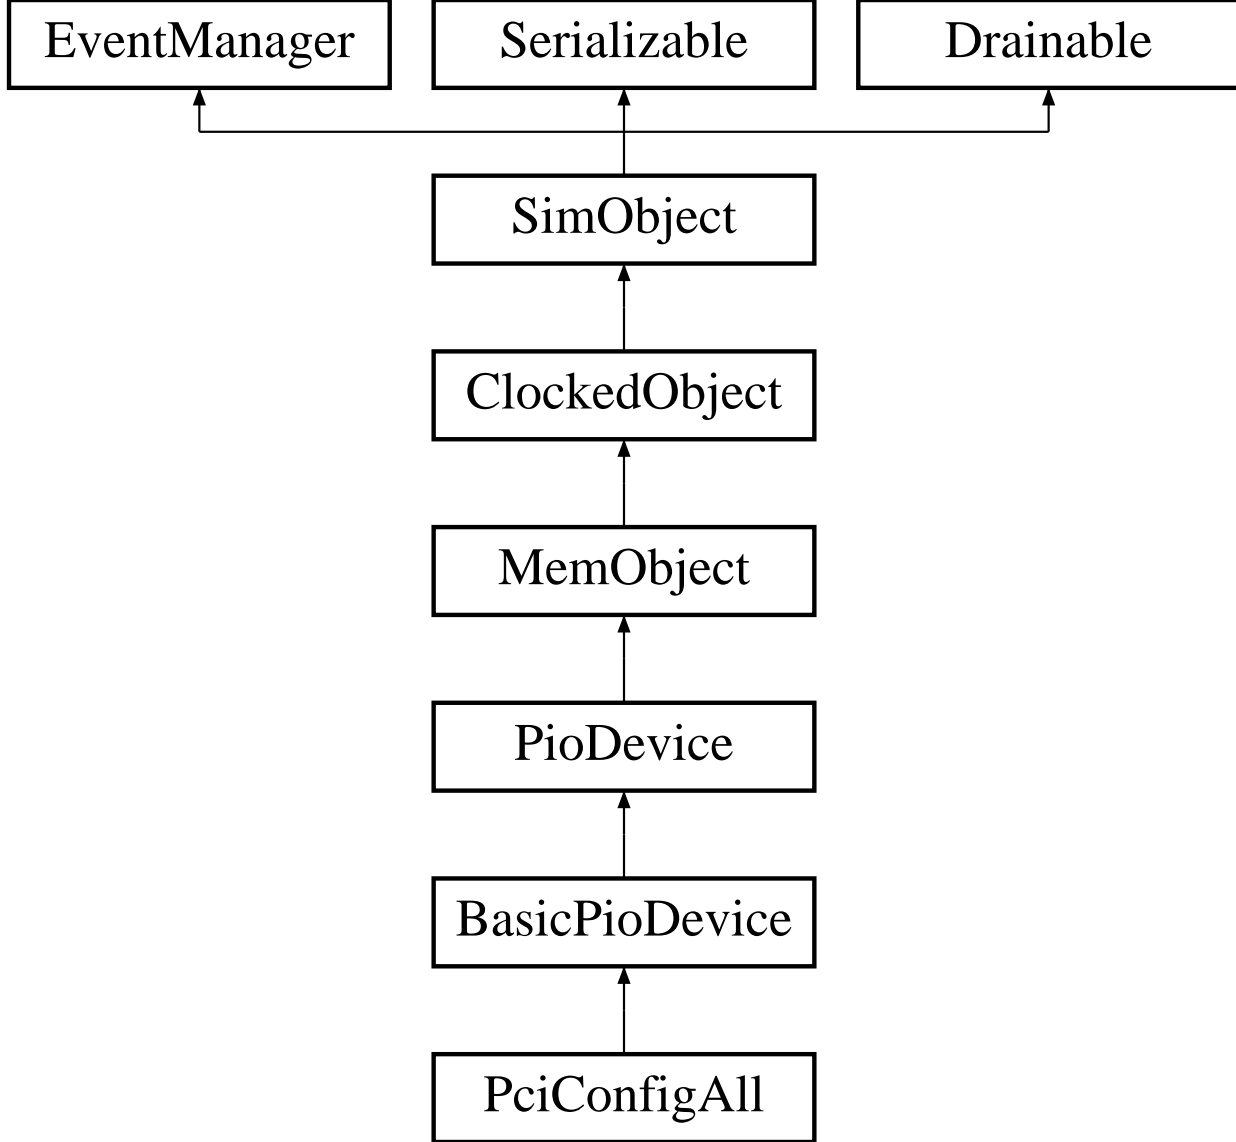 EventManager Serializable Drainable
SimObject
ClockedObject
MemObject
PioDevice
BasicPioDevice
PciConfigAll